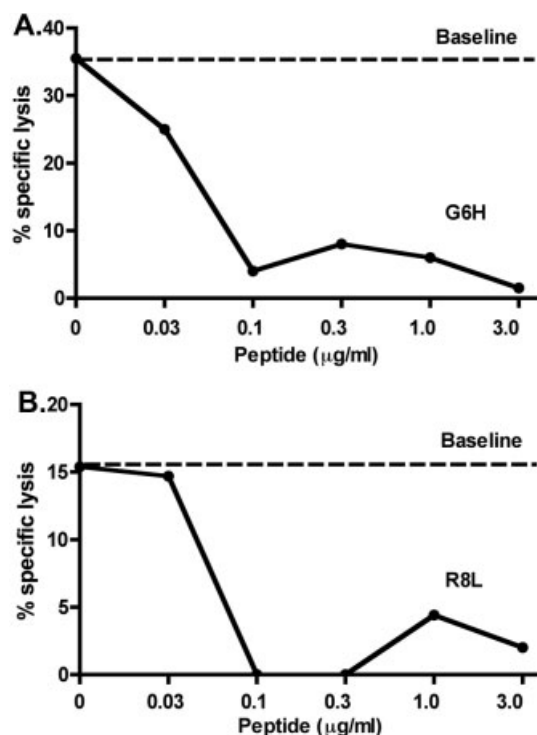 A.
40
Baseline
30
% specific lysis
20
G6H
10
0
0 0.03 0.1 0.3 1.0 3.0
Peptide (μg/ml)
B.
20
Baseline
15
% specific lysis
10
R8L
5
0
0 0.03 0.1 0.3 1.0 3.0
Peptide (μg/ml)